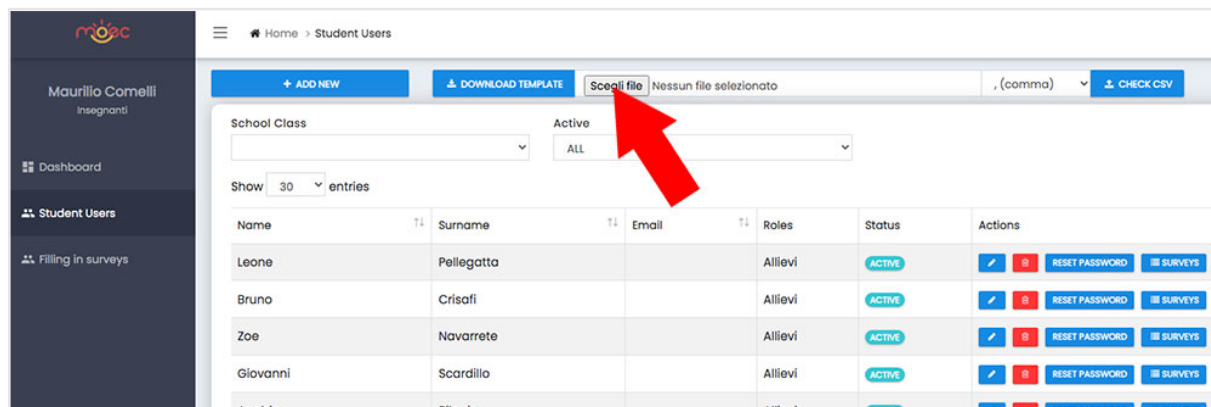 moec
Home > Student Users
Maurilio Comelli
Insegnanti
Dashboard
Student Users
Filling in surveys
+ ADD NEW
DOWNLOAD TEMPLATE
Scegli file Nessun file selezionato
, (comma)
CHECK CSV
School Class Active
ALL
Show 30 entries
Name Surname Email Roles Status Actions
Leone Pellegatta Allievi ACTIVE RESET PASSWORD SURVEYS
Bruno Crisafi Allievi ACTIVE RESET PASSWORD SURVEYS
Zoe Navarrete Allievi ACTIVE RESET PASSWORD SURVEYS
Giovanni Scardillo Allievi ACTIVE RESET PASSWORD SURVEYS